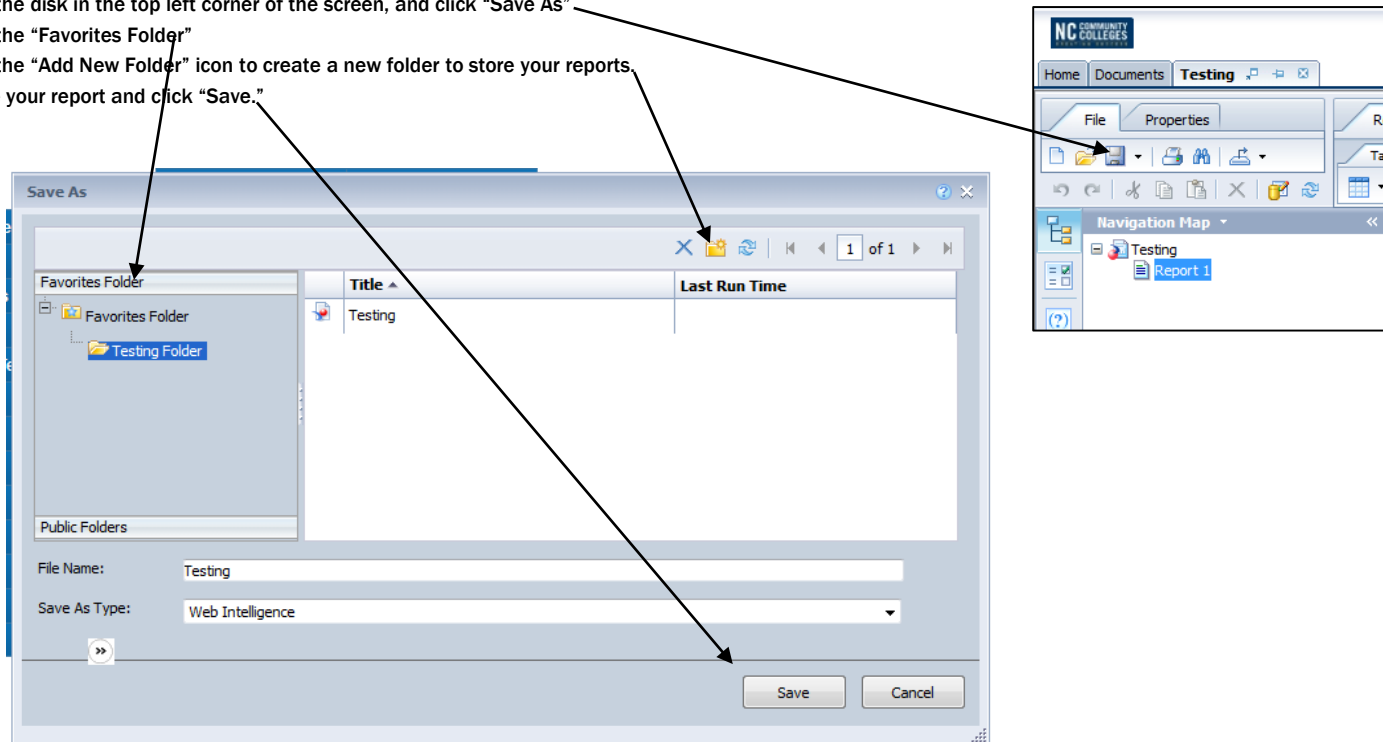 the disk in the top left corner of the screen, and click “Save As”
the “Favorites Folder”
the “Add New Folder” icon to create a new folder to store your reports.
your report and click “Save.”
NC COMMUNITY COLLEGES
Home Documents Testing
File Properties
Navigation Map
Testing
Report 1
Save As
1 of 1
Favorites Folder
Title Last Run Time
Favorites Folder
Testing
Testing Folder
Public Folders
File Name: Testing
Save As Type: Web Intelligence
Save Cancel